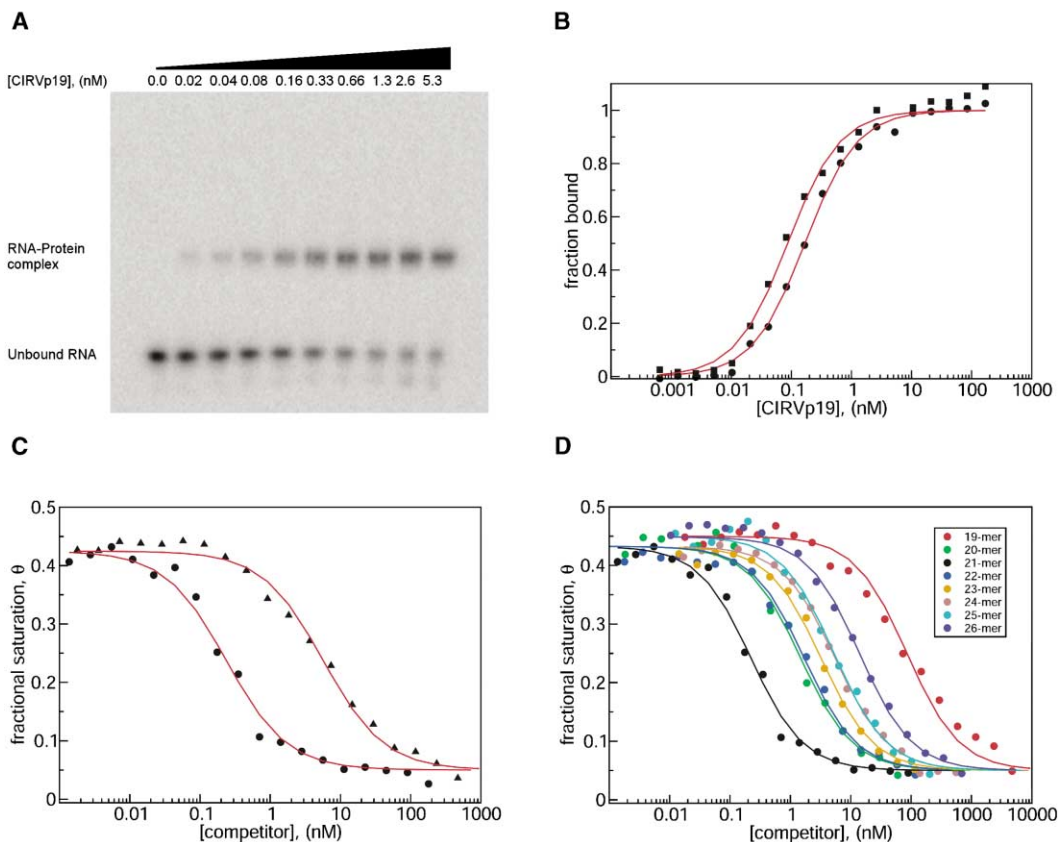 A
[CIRVp19], (nM)
0.0 0.02 0.04 0.08 0.16 0.33 0.66 1.3 2.6 5.3
RNA-Protein
complex
Unbound RNA
B
fraction bound
1
0.8
0.6
0.4
0.2
0
0.001 0.01 0.1 1 10 100 1000
[CIRVp19], (nM)
C
fractional saturation, θ
0.5
0.4
0.3
0.2
0.1
0
0.01 0.1 1 10 100 1000
[competitor], (nM)
D
fractional saturation, θ
0.5
0.4
0.3
0.2
0.1
0
19-mer
20-mer
21-mer
22-mer
23-mer
24-mer
25-mer
26-mer
0.01 0.1 1 10 100 1000 10000
[competitor], (nM)